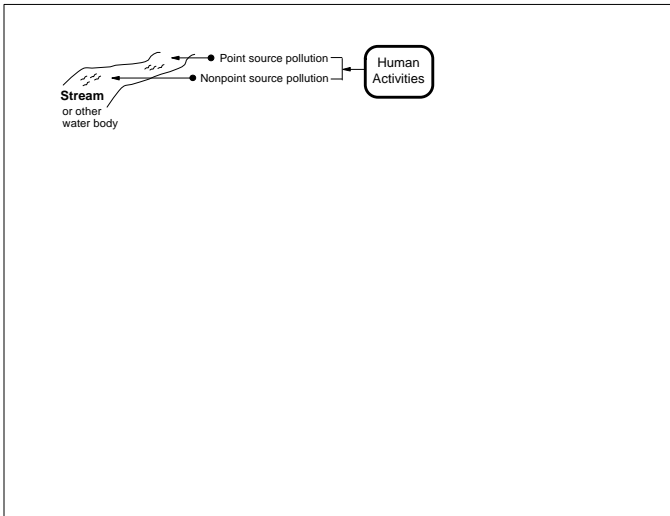 Point source pollution
Nonpoint source pollution
Human
Activities
Stream
or other
water body